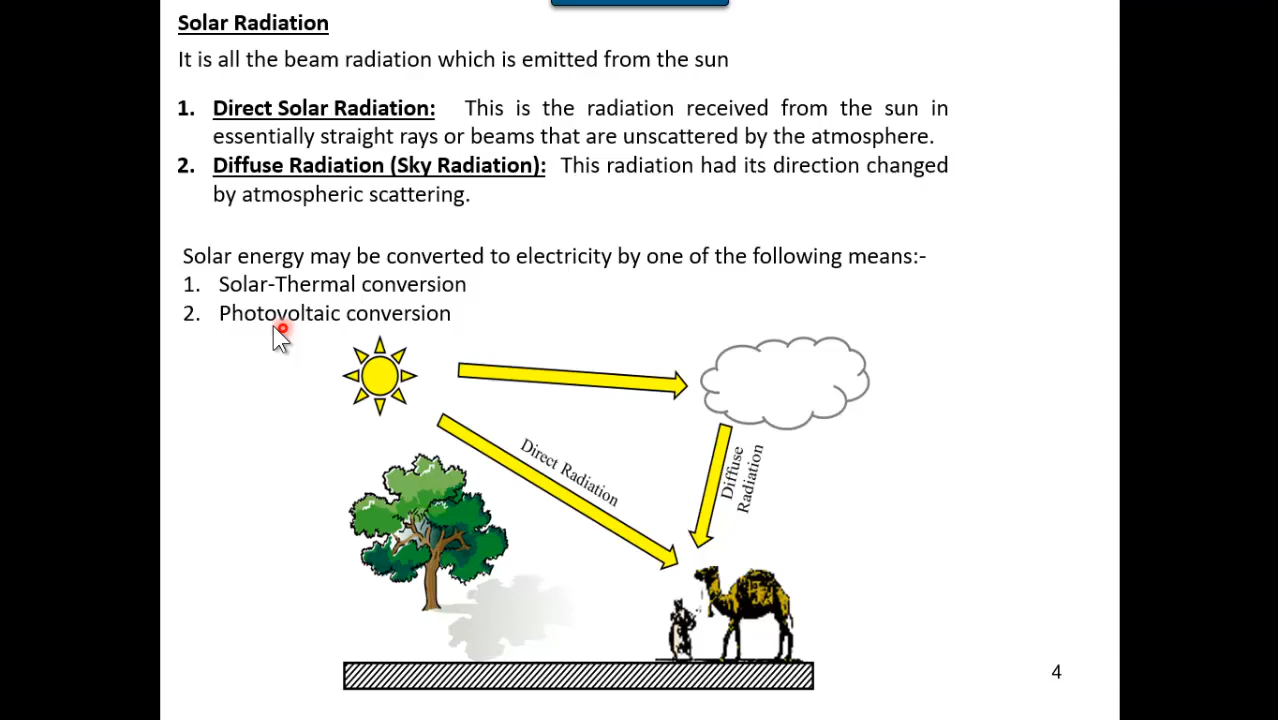 Solar Radiation
It is all the beam radiation which is emitted from the sun
1. Direct Solar Radiation: This is the radiation received from the sun in
essentially straight rays or beams that are unscattered by the atmosphere.
2. Diffuse Radiation (Sky Radiation): This radiation had its direction changed
by atmospheric scattering.
Solar energy may be converted to electricity by one of the following means:-
1. Solar-Thermal conversion
2. Photovoltaic conversion
Direct Radiation
Diffuse
Radiation
4